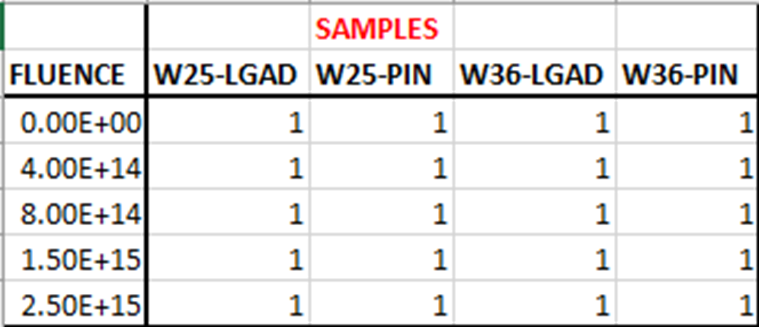 SAMPLES
FLUENCE W25-LGAD W25-PIN W36-LGAD W36-PIN
0.00E+00 1 1 1 1
4.00E+14 1 1 1 1
8.00E+14 1 1 1 1
1.50E+15 1 1 1 1
2.50E+15 1 1 1 1